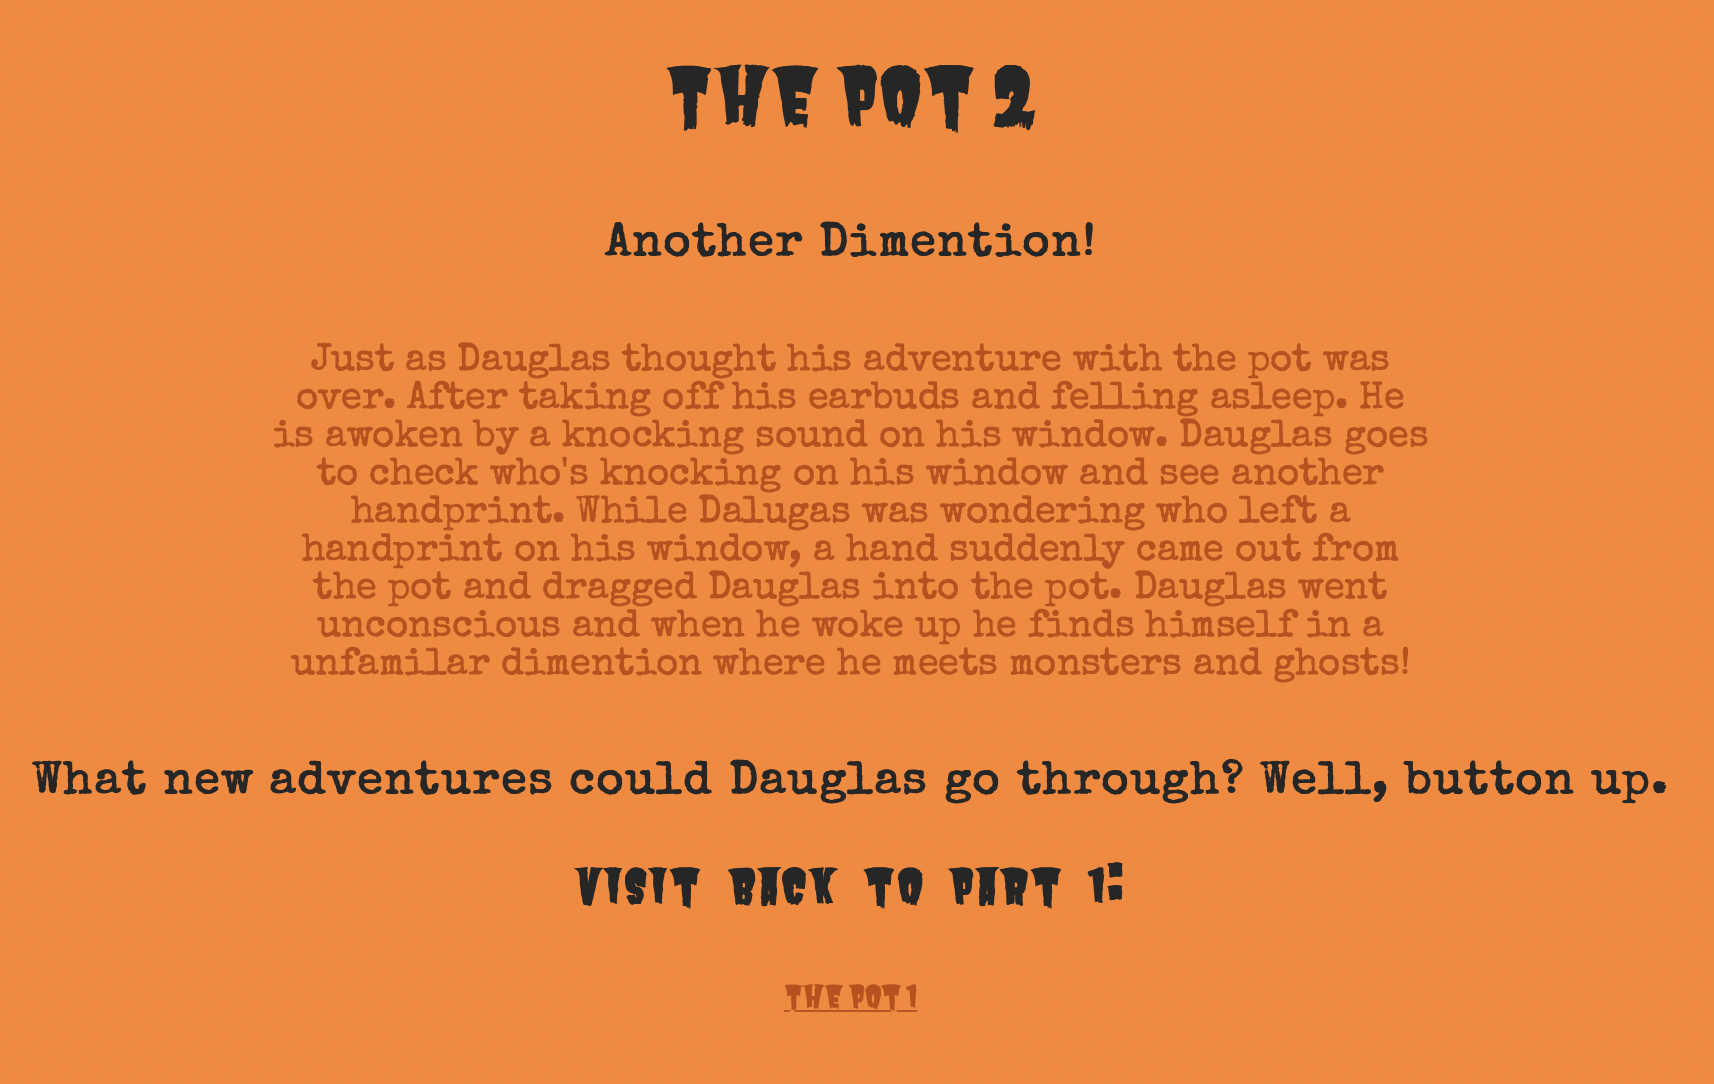 THE POT 2
Another Dimention!
Just as Dauglas thought his adventure with the pot was
over. After taking off his earbuds and felling asleep. He
is awoken by a knocking sound on his window. Dauglas goes
to check who's knocking on his window and see another
handprint. While Dalugas was wondering who left a
handprint on his window, a hand suddenly came out from
the pot and dragged Dauglas into the pot. Dauglas went
unconscious and when he woke up he finds himself in a
unfamilar dimention where he meets monsters and ghosts!
What new adventures could Dauglas go through? Well, button up.
VISIT BACK TO PART 1:
THE POT 1